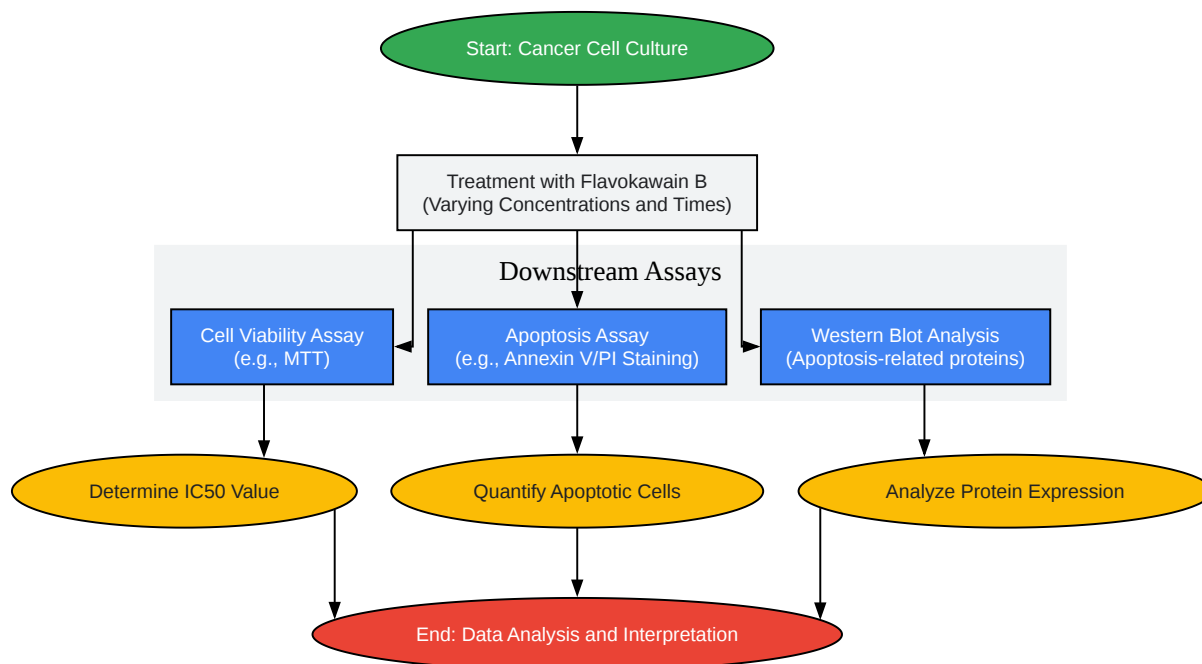 Start: Cancer Cell Culture
Treatment with Flavokawain B
(Varying Concentrations and Times)
Downstream Assays
Cell Viability Assay
(e.g., MTT)
Apoptosis Assay
(e.g., Annexin V/PI Staining)
Western Blot Analysis
(Apoptosis-related proteins)
Determine IC50 Value
Quantify Apoptotic Cells
Analyze Protein Expression
End: Data Analysis and Interpretation